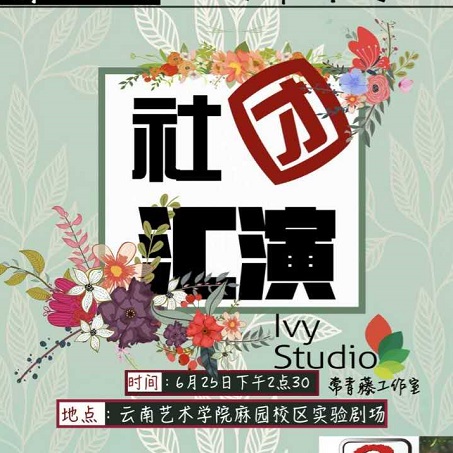 社团
汇演
Ivy
Studio
常青藤工作室
时间：6月25日下午2点30
地点：云南艺术学院麻园校区实验剧场